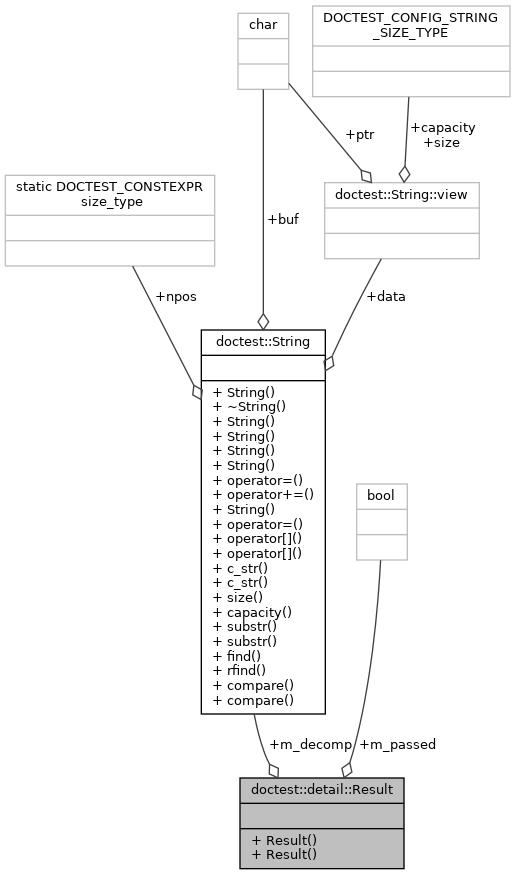 char
DOCTEST_CONFIG_STRING
_SIZE_TYPE
+ptr
+capacity
+size
static DOCTEST_CONSTEXPR
size_type
doctest::String::view
+buf
+npos
+data
doctest::String
+ String()
+ ~String()
+ String()
+ String()
+ String()
+ String()
+ operator=()
+ operator+=()
+ String()
+ operator=()
+ operator[]()
+ operator[]()
+ c_str()
+ c_str()
+ size()
+ capacity()
+ substr()
+ substr()
+ find()
+ rfind()
+ compare()
+ compare()
bool
+m_decomp
+m_passed
doctest::detail::Result
+ Result()
+ Result()